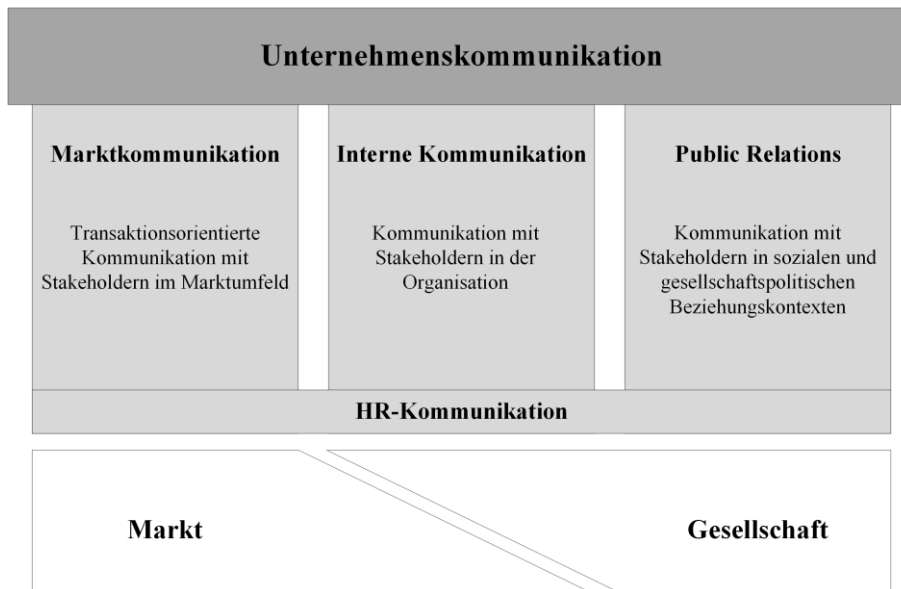 Unternehmenskommunikation
Marktkommunikation
Transaktionsorientierte
Kommunikation mit
Stakeholdern im Marktumfeld
Interne Kommunikation
Kommunikation mit
Stakeholdern in der
Organisation
Public Relations
Kommunikation mit
Stakeholdern in sozialen und
gesellschaftspolitischen
Beziehungskontexten
HR-Kommunikation
Markt
Gesellschaft